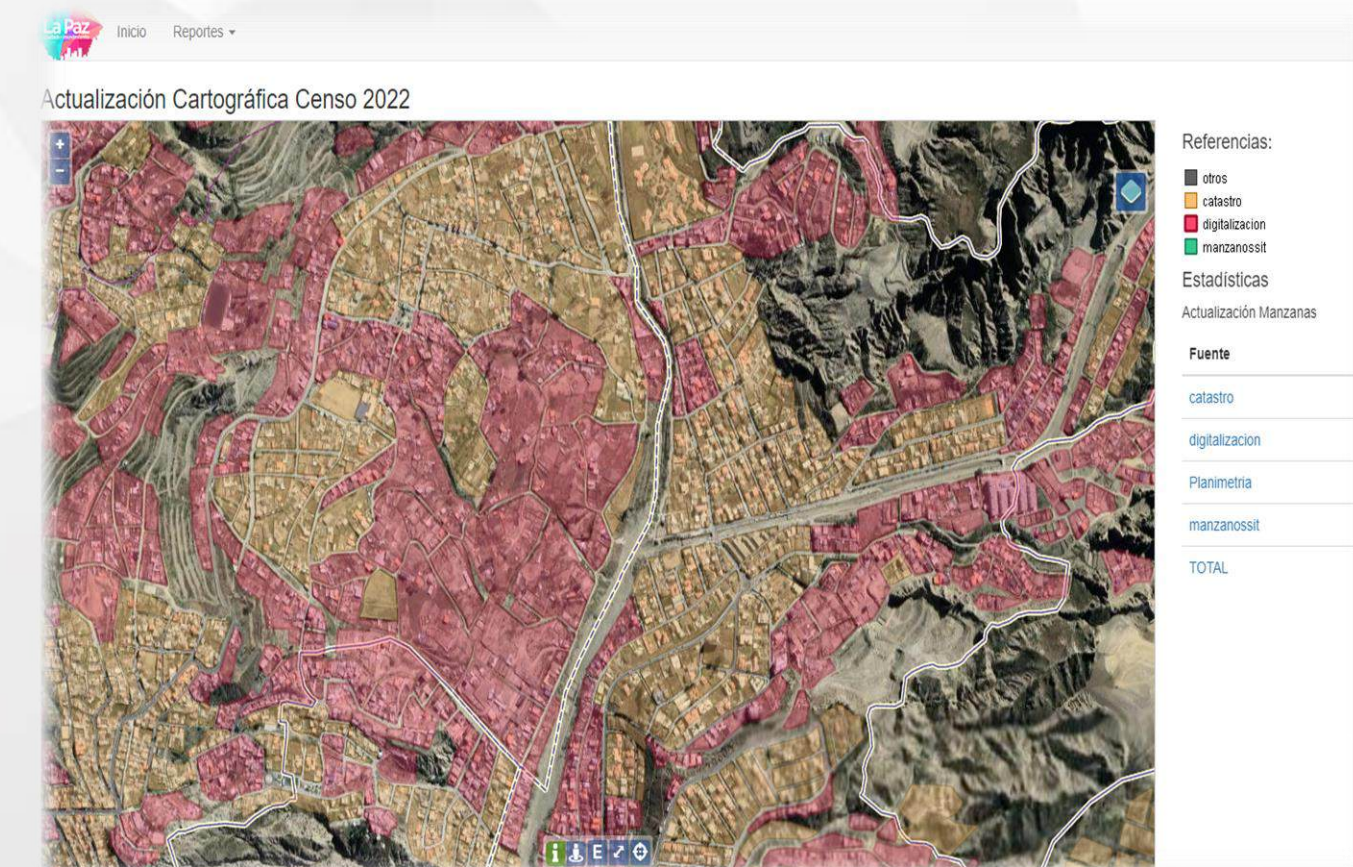 La Paz
Inicio
Reportes
Actualización Cartográfica Censo 2022
+
-
Referencias:
otros
catastro
digitalizacion
manzanossit
Estadísticas
Actualización Manzanas
Fuente
catastro
digitalizacion
Planimetria
manzanossit
TOTAL
i
E